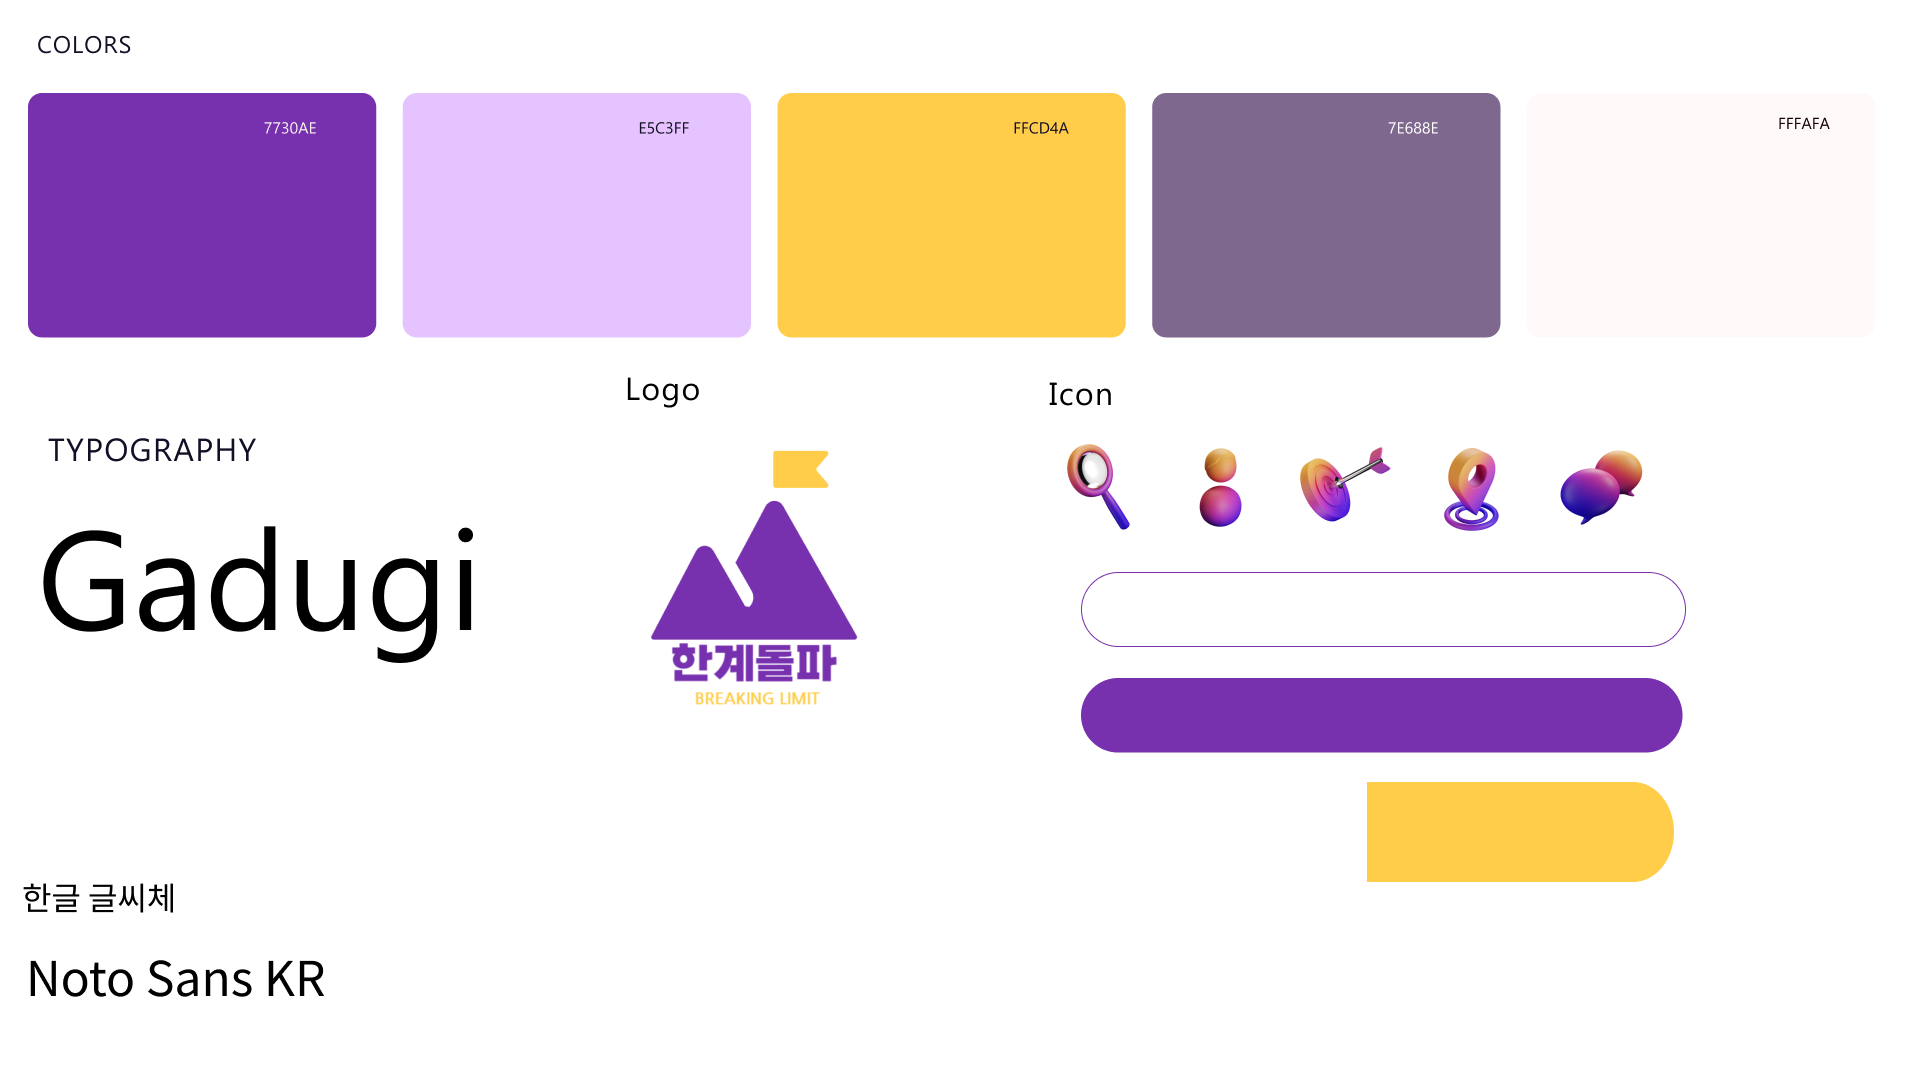 COLORS
7730AE
E5C3FF
FFCD4A
7E688E
FFFAFA
Logo
Icon
TYPOGRAPHY
Gadugi
한계돌파
BREAKING LIMIT
한글 글씨체
Noto Sans KR